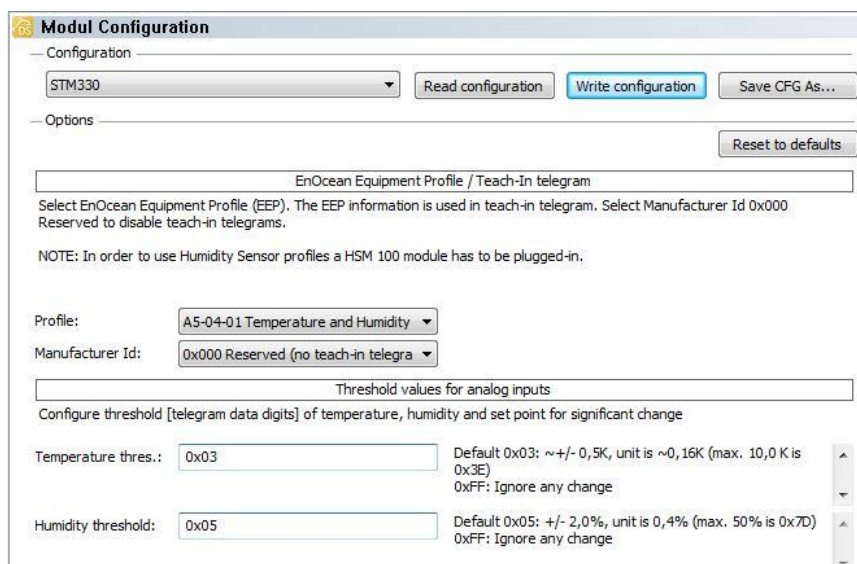 Modul Configuration
Configuration
STM330
Read configuration
Write configuration
Save CFG As...
Options
Reset to defaults
EnOcean Equipment Profile / Teach-In telegram
Select EnOcean Equipment Profile (EEP). The EEP information is used in teach-in telegram. Select Manufacturer Id 0x000
Reserved to disable teach-in telegrams.
NOTE: In order to use Humidity Sensor profiles a HSM 100 module has to be plugged-in.
Profile:
A5-04-01 Temperature and Humidity
Manufacturer Id:
0x000 Reserved (no teach-in telegra
Threshold values for analog inputs
Configure threshold [telegram data digits] of temperature, humidity and set point for significant change
Temperature thres.:
0x03
Default 0x03: ~+/- 0,5K, unit is ~0,16K (max. 10,0 K is
0x3E)
0xFF: Ignore any change
Humidity threshold:
0x05
Default 0x05: +/- 2,0%, unit is 0,4% (max. 50% is 0x7D)
0xFF: Ignore any change